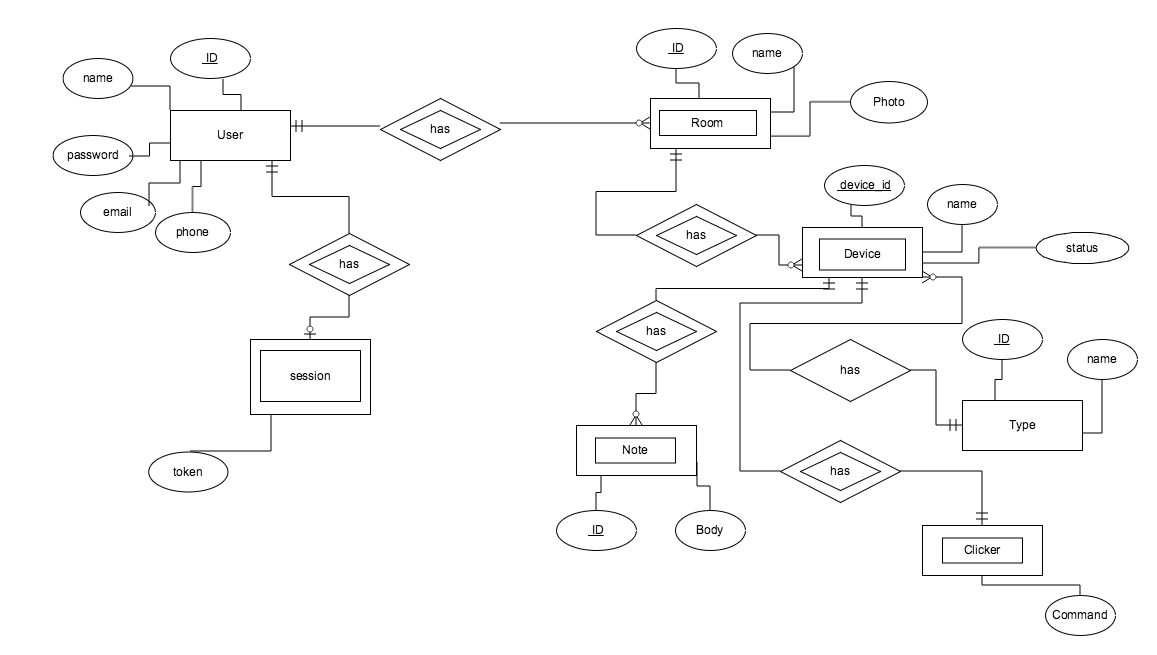 ID
name
User
password
email
phone
has
ID
name
Room
Photo
has
session
token
has
device_id
name
Device
status
has
Note
ID
Body
has
ID
name
Type
has
Clicker
Command